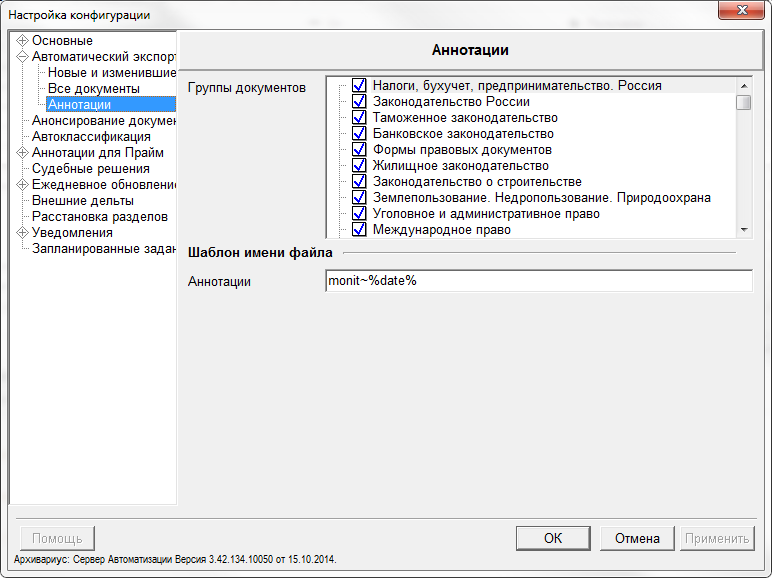 Настройка конфигурации
Основные
Автоматический экспорт
Новые и изменившие
Все документы
Аннотации
Анонсирование докумен
Автоклассификация
Аннотации для Прайм
Судебные решения
Ежедневное обновление
Внешние дельты
Расстановка разделов
Уведомления
Запланированные задан
Аннотации
Группы документов
Налоги, бухучет, предпринимательство. Россия
Законодательство России
Таможенное законодательство
Банковское законодательство
Формы правовых документов
Жилищное законодательство
Законодательство о строительстве
Землепользование. Недропользование. Природоохрана
Уголовное и административное право
Международное право
Шаблон имени файла
Аннотации
monit~%date%
Помощь
OK
Отмена
Применить
Архивариус: Сервер Автоматизации Версия 3.42.134.10050 от 15.10.2014.